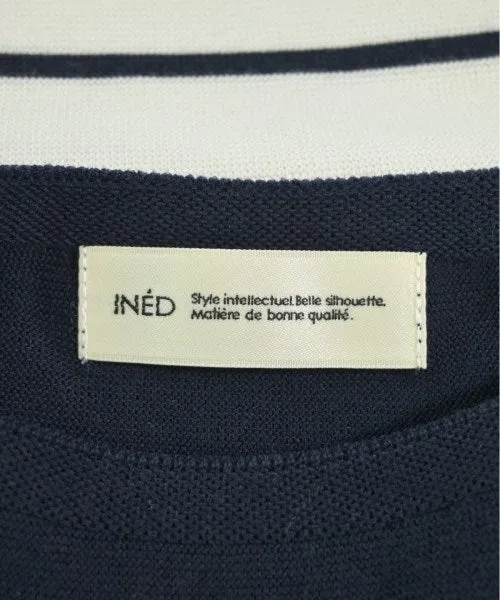 INÉD
Style intellectuel. Belle silhouette.
Matière de bonne qualité.